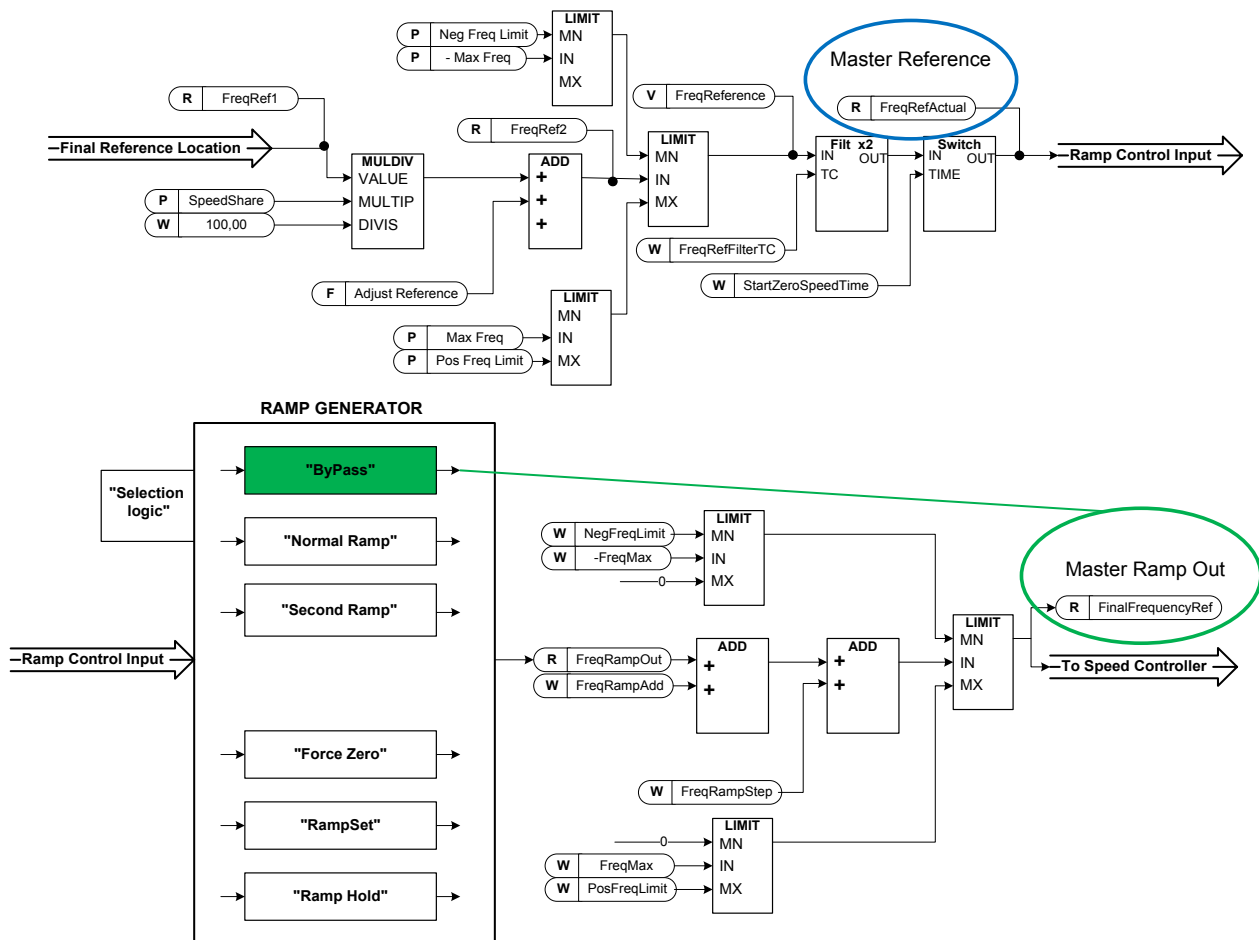 LIMIT
P Neg Freq Limit MN
P - Max Freq IN
MX
Master Reference
R FreqRef1
V FreqReference
R FreqRefActual
R FreqRef2
Final Reference Location
MULDIV
VALUE
P SpeedShare MULTIP
W 100,00 DIVIS
ADD
+
+
+
LIMIT
MN
IN
MX
Filt x2
IN OUT
TC
Switch
IN OUT
TIME
Ramp Control Input
W FreqRefFilterTC
W StartZeroSpeedTime
F Adjust Reference
LIMIT
MN
P Max Freq IN
P Pos Freq Limit MX
RAMP GENERATOR
"Selection
logic"
"ByPass"
"Normal Ramp"
"Second Ramp"
Ramp Control Input
"Force Zero"
"RampSet"
"Ramp Hold"
LIMIT
W NegFreqLimit MN
W -FreqMax IN
0 MX
Master Ramp Out
R FinalFrequencyRef
LIMIT
MN
IN
MX
To Speed Controller
R FreqRampOut
W FreqRampAdd
ADD
+
+
ADD
+
+
W FreqRampStep
LIMIT
0 MN
W FreqMax IN
W PosFreqLimit MX